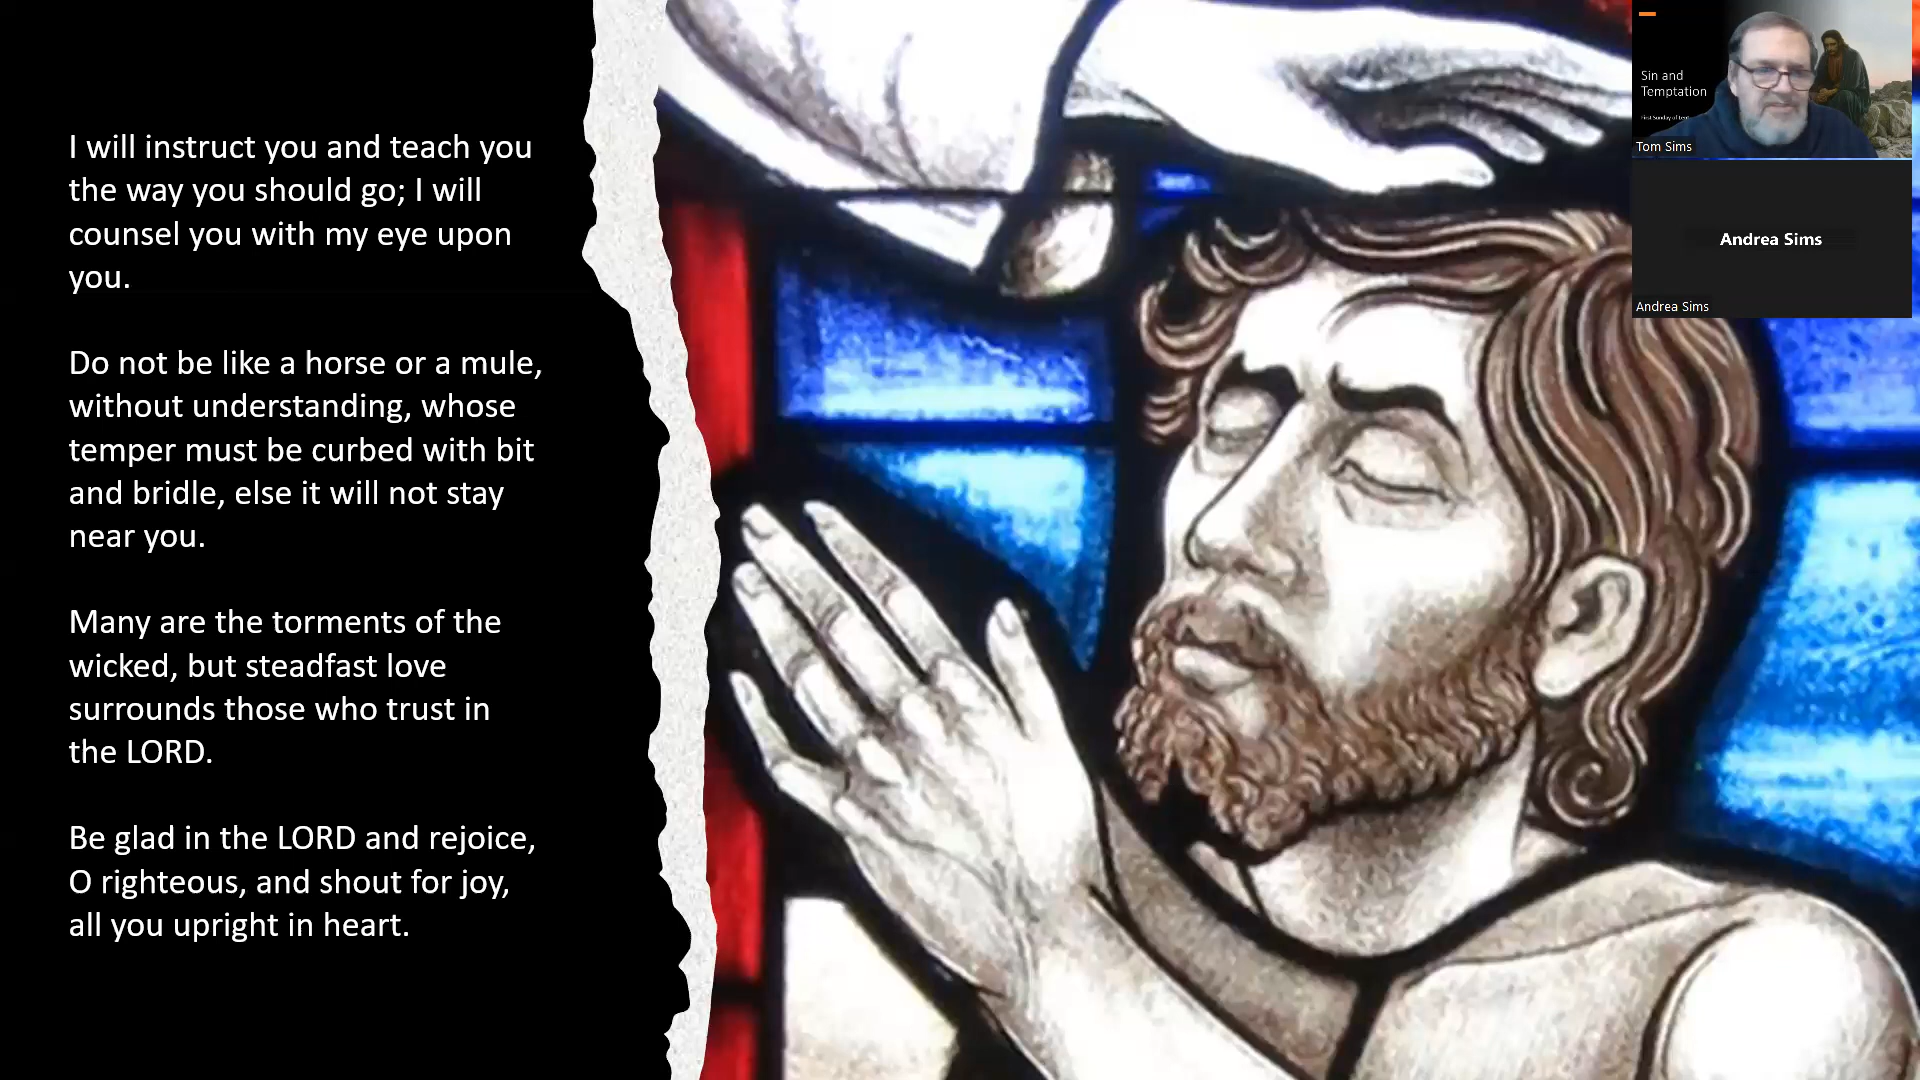 I will instruct you and teach you
the way you should go; I will
counsel you with my eye upon
you.
Do not be like a horse or a mule,
without understanding, whose
temper must be curbed with bit
and bridle, else it will not stay
near you.
Many are the torments of the
wicked, but steadfast love
surrounds those who trust in
the LORD.
Be glad in the LORD and rejoice,
O righteous, and shout for joy,
all you upright in heart.
Sin and
Temptation
First Sunday of Lent
Tom Sims
Andrea Sims
Andrea Sims